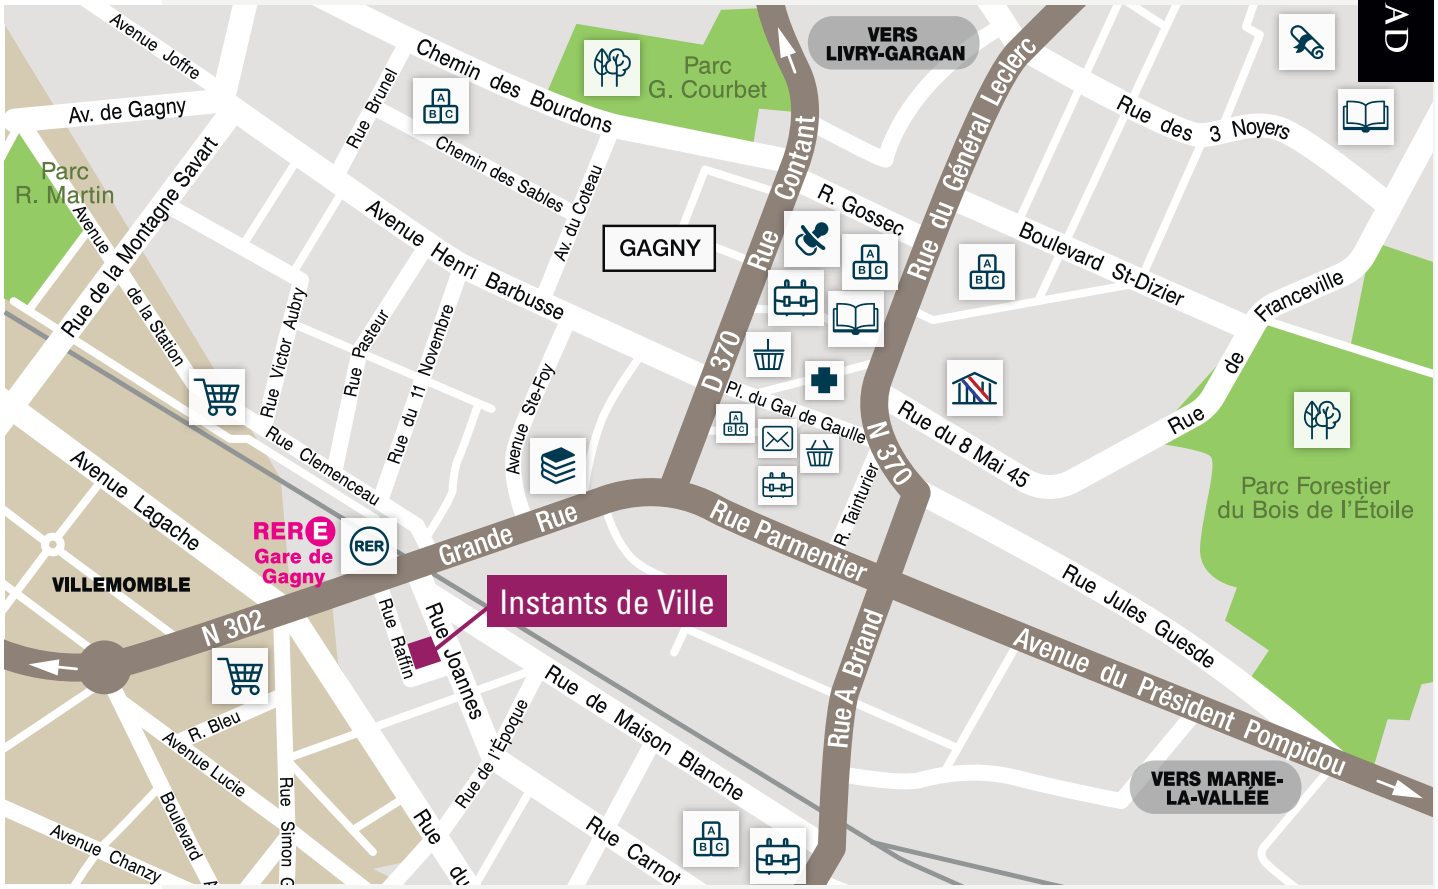 AD
VERS
LIVRY-GARGAN
Avenue Joffre
Chemin des Bourdons
Parc
G. Courbet
Rue du Général Leclerc
Av. de Gagny
Rue Brunel
A
B C
Rue des 3 Noyers
Rue Contant
Chemin des Sables
Parc
R. Martin
Rue de la Montagne Savart
Avenue
de la Station
Av. du Coteau
Avenue Henri Barbusse
GAGNY
R. Gossec
A
B C
A
B C
Boulevard St-Dizier
Rue de Franceville
Rue Victor Aubry
Rue Pasteur
Rue du 11 Novembre
Avenue Ste-Foy
D 370
Pl. du Gal de Gaulle
A
B C
Rue du 8 Mai 45
N 370
Rue Clemenceau
Avenue Lagache
R. Tainturier
Parc Forestier
du Bois de l'Étoile
RER E
Gare de
Gagny
RER
Grande Rue
Rue Parmentier
VILLEMOMBLE
Instants de Ville
N 302
Rue Raffin
Rue Joannes
Rue A. Briand
Rue Jules Guesde
Avenue du Président Pompidou
Rue de Maison Blanche
R. Bleu
Avenue Lucie
Rue de l'Époque
VERS MARNE-
LA-VALLÉE
Boulevard
Rue Simon G
Rue du
Rue Carnot
Avenue Chanzy
A
B C